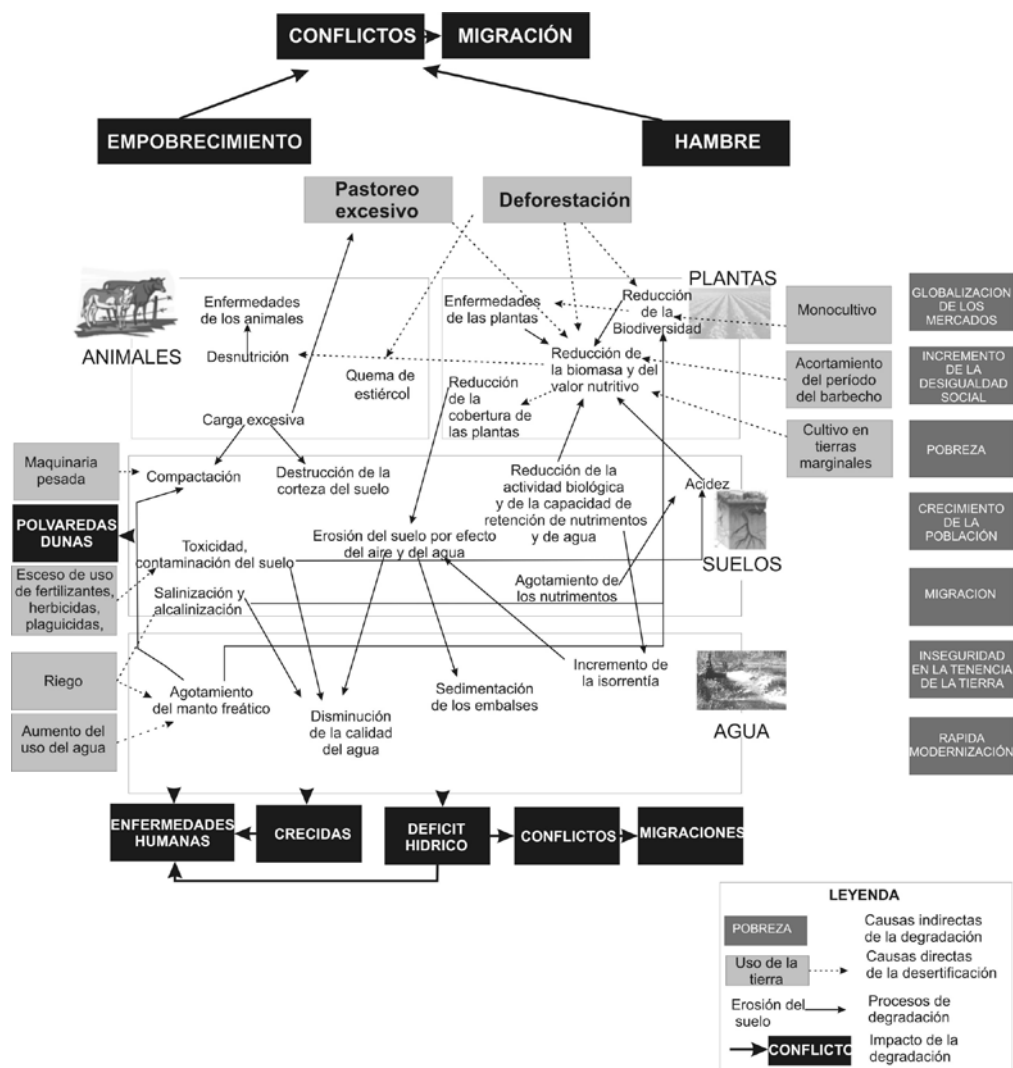 CONFLICTOS
MIGRACIÓN
EMPOBRECIMIENTO
HAMBRE
Pastoreo
excesivo
Deforestación
PLANTAS
ANIMALES
Enfermedades
de los animales
Desnutrición
Quema de
estiércol
Carga excesiva
Enfermedades
de las plantas
Reducción
de la
Biodiversidad
Reducción de
la biomasa y del
valor nutritivo
Reducción
de la
cobertura de
las plantas
Monocultivo
Acortamiento
del período
del barbecho
Cultivo en
tierras
marginales
GLOBALIZACION
DE LOS
MERCADOS
INCREMENTO
DE LA
DESIGUALDAD
SOCIAL
POBREZA
CRECIMIENTO
DE LA
POBLACIÓN
MIGRACION
INSEGURIDAD
EN LA TENENCIA
DE LA TIERRA
RAPIDA
MODERNIZACIÓN
Maquinaria
pesada
POLVAREDAS
DUNAS
Esceso de uso
de fertilizantes,
herbicidas,
plaguicidas,
Riego
Aumento del
uso del agua
Compactación
Destrucción de la
corteza del suelo
Reducción de la
actividad biológica
y de la capacidad de
retención de nutrimentos
y de agua
Acidez
SUELOS
Toxicidad,
contaminación del suelo
Erosión del suelo por efecto
del aire y del agua
Salinización y
alcalinización
Agotamiento de
los nutrimentos
Agotamiento
del manto freático
Disminución
de la calidad
del agua
Sedimentación
de los embalses
Incremento de
la isorrentía
AGUA
ENFERMEDADES
HUMANAS
CRECIDAS
DEFICIT
HIDRICO
CONFLICTOS
MIGRACIONES
LEYENDA
POBREZA
Causas indirectas
de la degradación
Uso de la
tierra
Causas directas
de la desertificación
Erosión del
suelo
Procesos de
degradación
CONFLICTO
Impacto de la
degradación